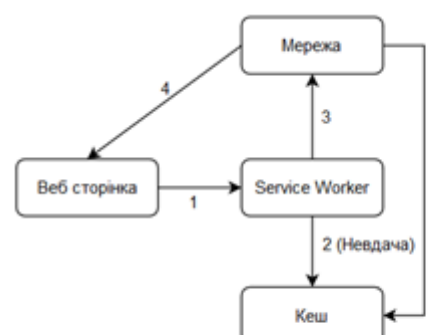 Мережа
4
3
Веб сторінка
1
Service Worker
2 (Невдача)
Кеш